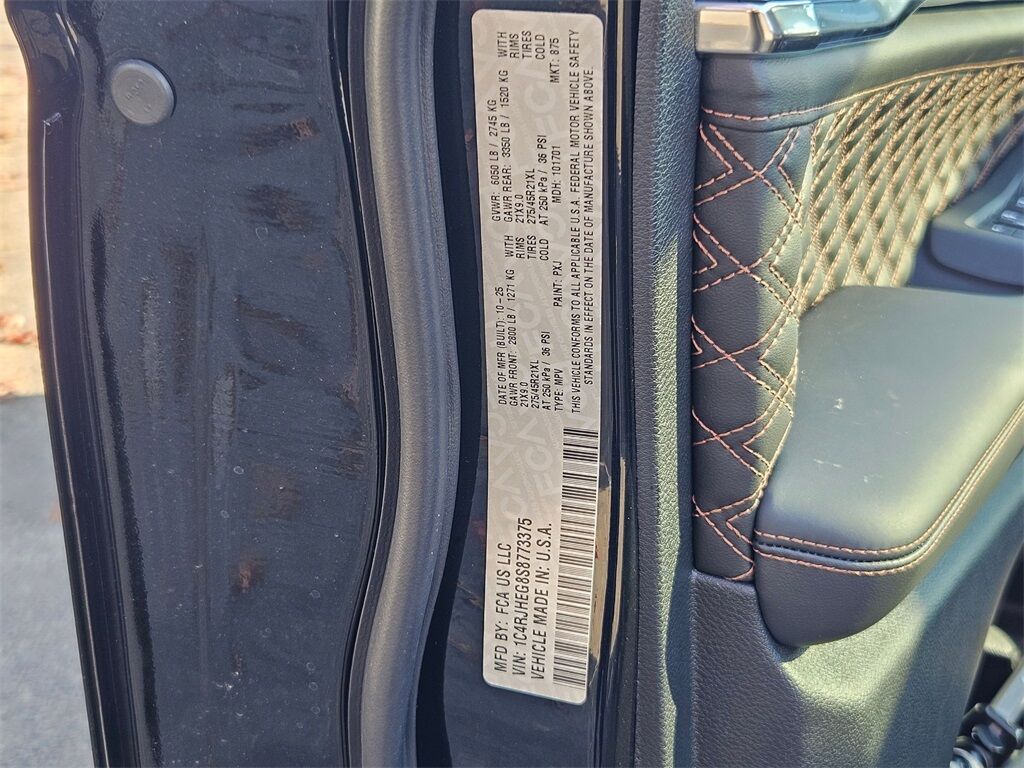 MFD BY: FCA US LLC
VIN: 1C4RJHEG8S8773375
VEHICLE MADE IN: U.S.A.
DATE OF MFR (BUILT): 10-25 GVWR: 6050 LB / 2745 KG
GAWR FRONT: 2800 LB / 1271 KG WITH GAWR REAR: 3350 LB / 1520 KG WITH
21X9.0 RIMS 21X9.0 RIMS
275/45R21XL TIRES 275/45R21XL TIRES
AT 250 kPa / 36 PSI COLD AT 250 kPa / 36 PSI COLD
TYPE: MPV PAINT: PXJ MDH: 101701 MKT: 875
THIS VEHICLE CONFORMS TO ALL APPLICABLE U.S.A. FEDERAL MOTOR VEHICLE SAFETY
STANDARDS IN EFFECT ON THE DATE OF MANUFACTURE SHOWN ABOVE.